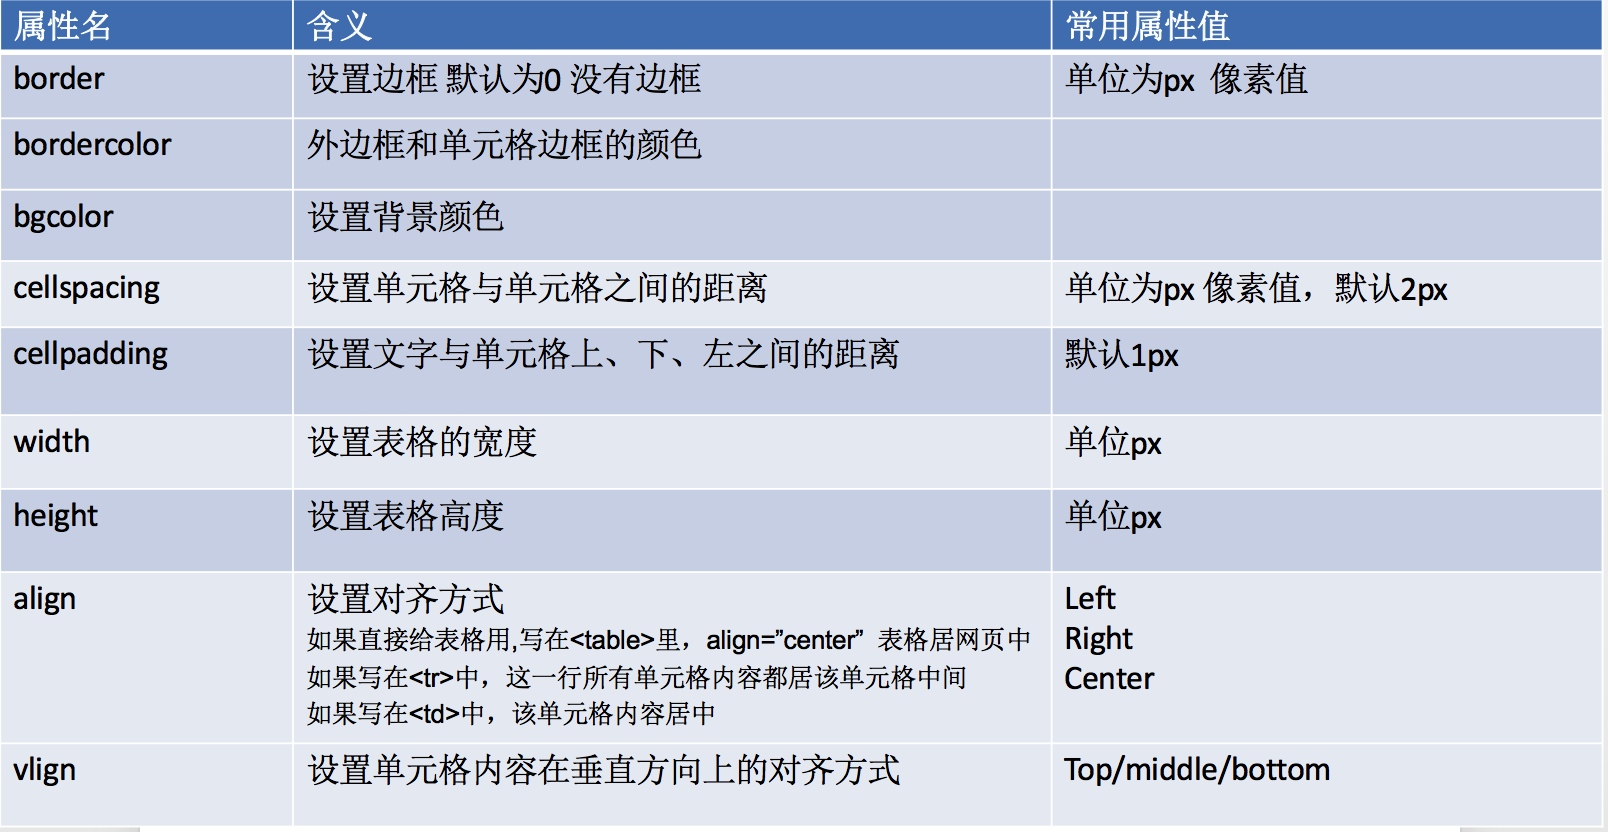 属性名 含义 常用属性值
border 设置边框 默认为0 没有边框 单位为px 像素值
bordercolor 外边框和单元格边框的颜色
bgcolor 设置背景颜色
cellspacing 设置单元格与单元格之间的距离 单位为px 像素值，默认2px
cellpadding 设置文字与单元格上、下、左之间的距离 默认1px
width 设置表格的宽度 单位px
height 设置表格高度 单位px
align 设置对齐方式 Left
如果直接给表格用,写在<table>里，align=”center” 表格居网页中 Right
如果写在<tr>中，这一行所有单元格内容都居该单元格中间 Center
如果写在<td>中，该单元格内容居中
vlign 设置单元格内容在垂直方向上的对齐方式 Top/middle/bottom